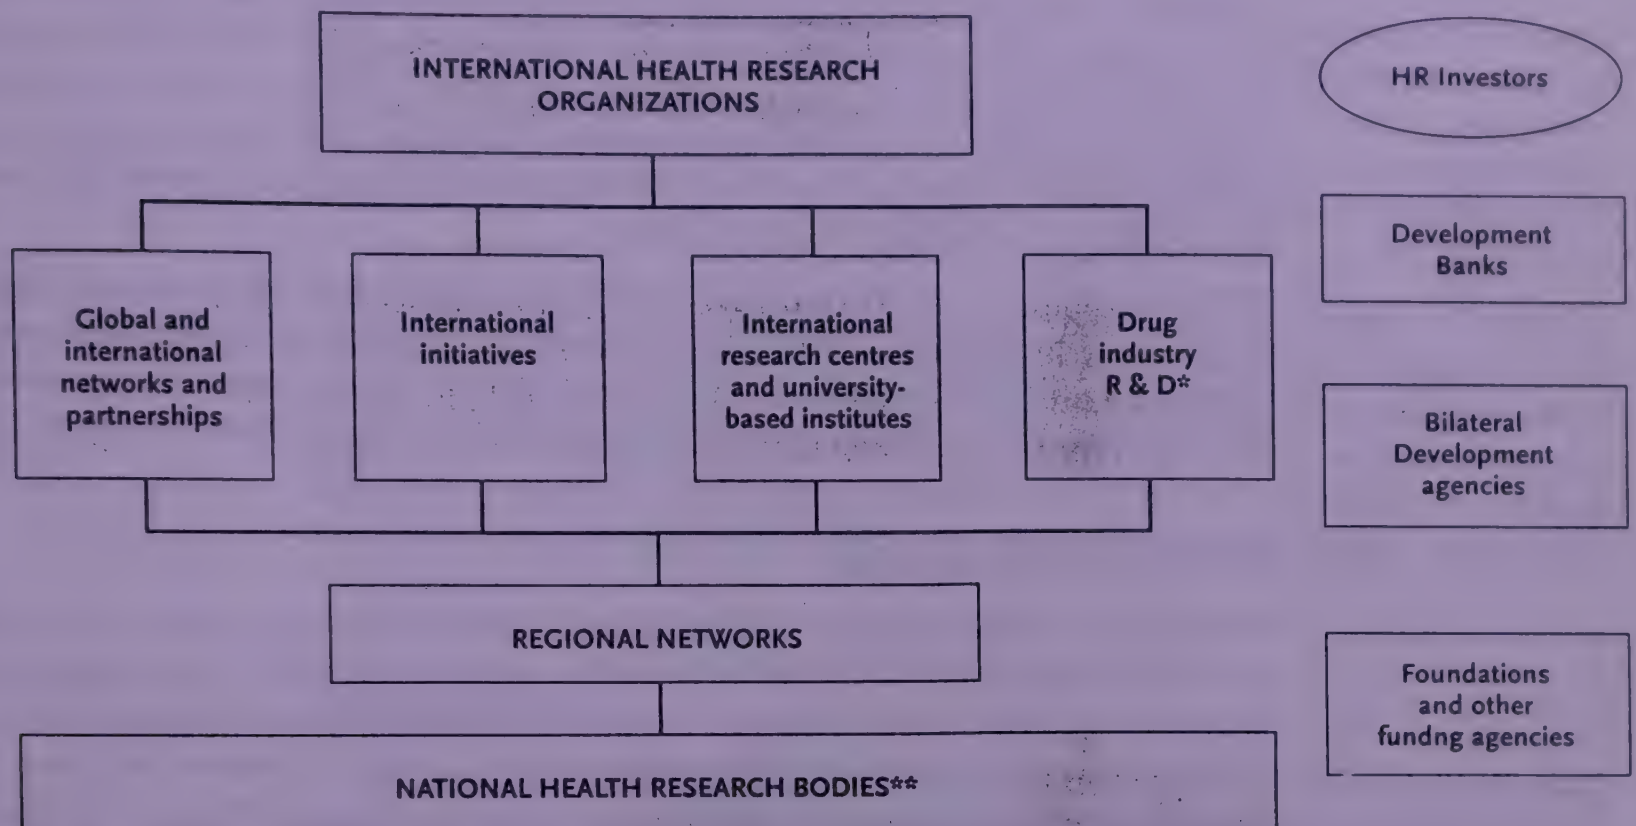 INTERNATIONAL HEALTH RESEARCH
ORGANIZATIONS
HR Investors
Development
Banks
Global and
international
networks and
partnerships
International
initiatives
International
research centres
and university-
based institutes
Drug
industry
R & D*
Bilateral
Development
agencies
REGIONAL NETWORKS
Foundations
and other
fundng agencies
NATIONAL HEALTH RESEARCH BODIES**